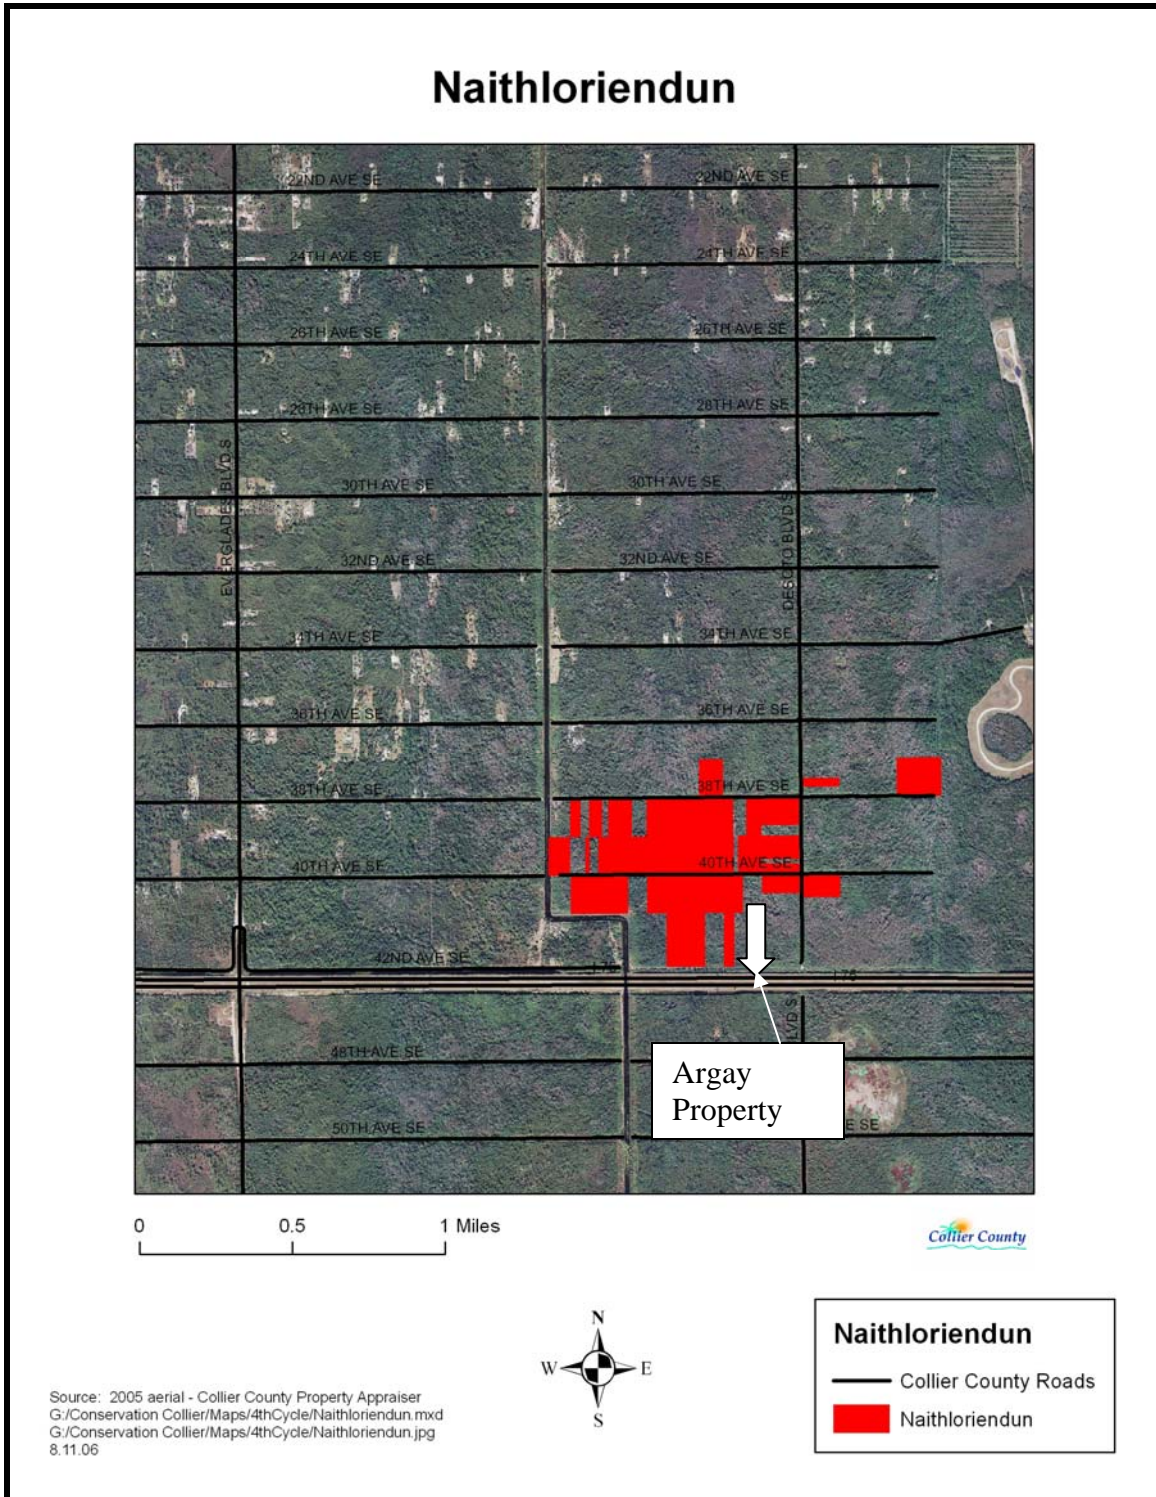 Naithloriendun
22ND AVE SE
22ND AVE SE
24TH AVE SE
24TH AVE SE
26TH AVE SE
26TH AVE SE
28TH AVE SE
28TH AVE SE
EVERGLADES BLVD S
30TH AVE SE
30TH AVE SE
DESOTO BLVD S
32ND AVE SE
32ND AVE SE
34TH AVE SE
34TH AVE SE
36TH AVE SE
36TH AVE SE
38TH AVE SE
38TH AVE SE
40TH AVE SE
40TH AVE SE
42ND AVE SE
I-75
I-75
LVD S
48TH AVE SE
Argay
Property
50TH AVE SE
E SE
0 0.5 1 Miles
Collier County
N
W E
S
Naithloriendun
Collier County Roads
Naithloriendun
Source: 2005 aerial - Collier County Property Appraiser
G:/Conservation Collier/Maps/4thCycle/Naithloriendun.mxd
G:/Conservation Collier/Maps/4thCycle/Naithloriendun.jpg
8.11.06